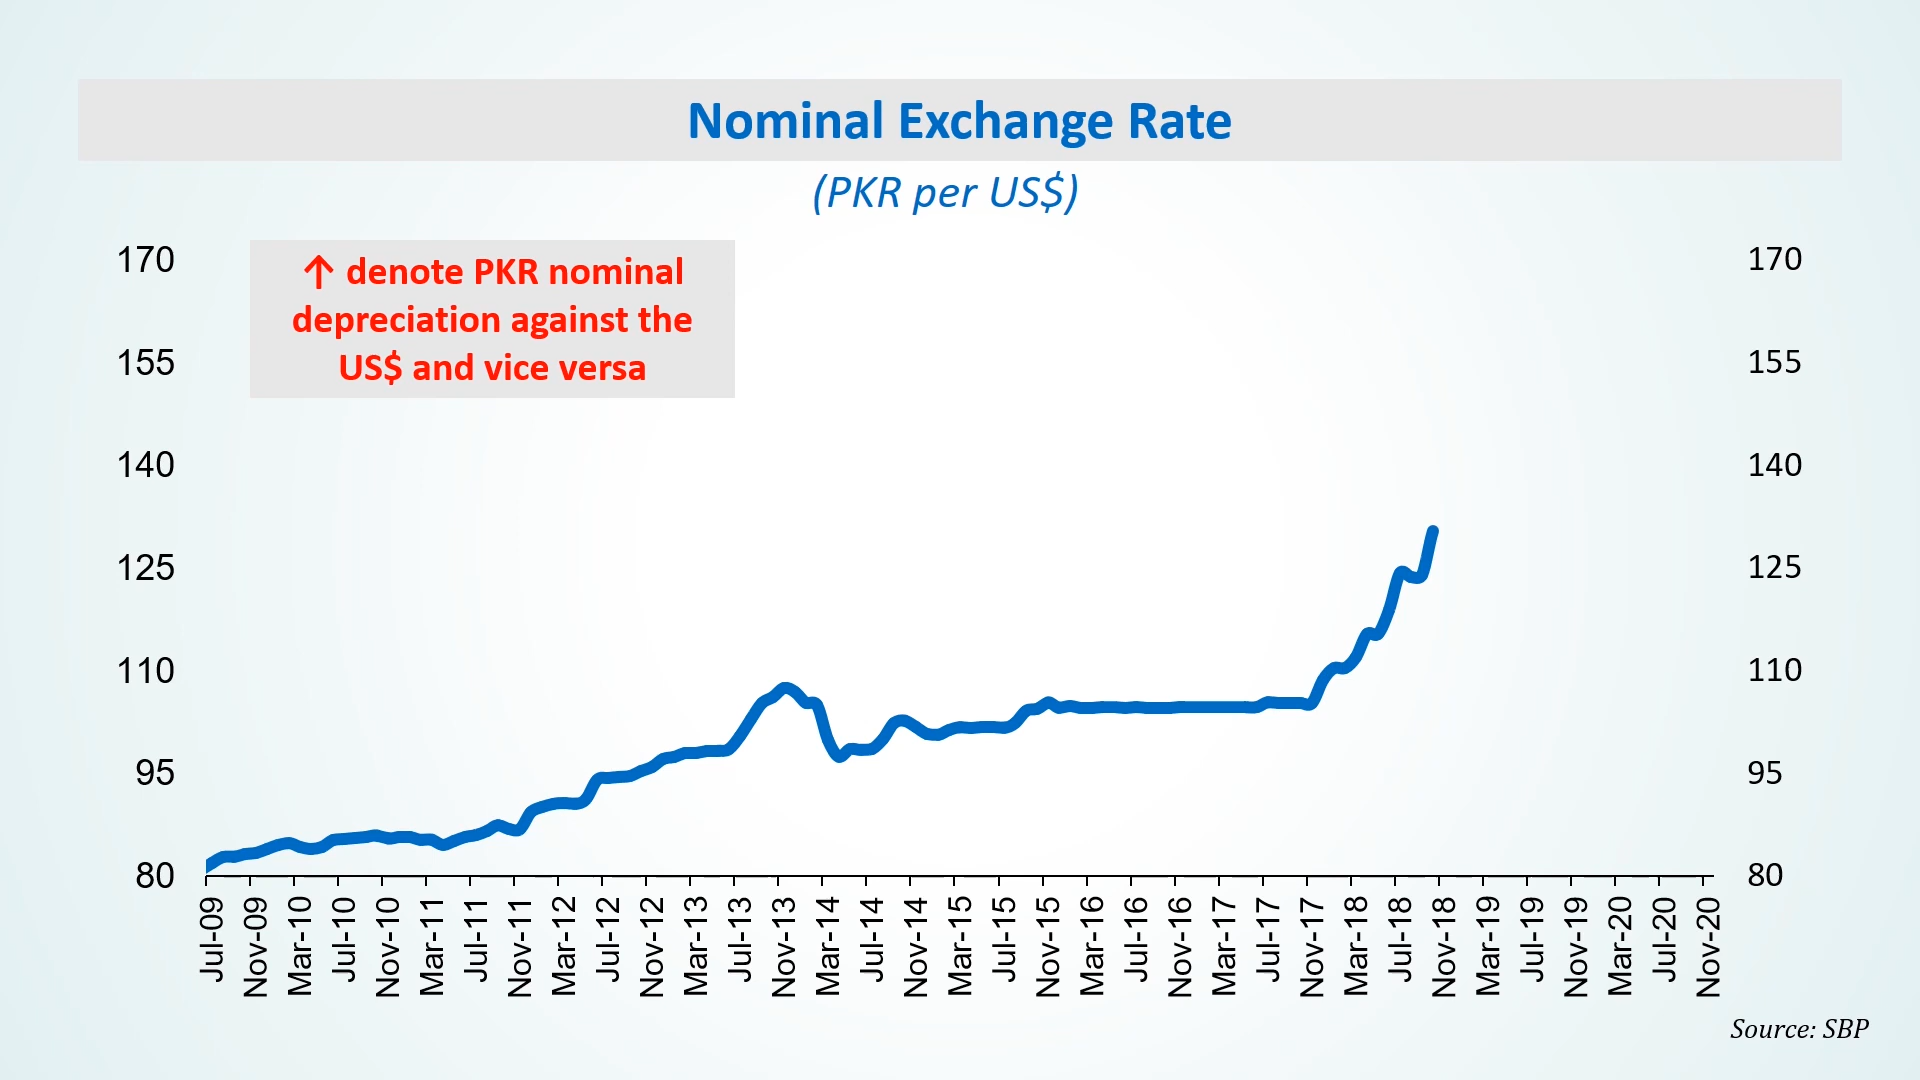 Nominal Exchange Rate
(PKR per US$)
↑ denote PKR nominal
depreciation against the
US$ and vice versa
170
155
140
125
110
95
80
170
155
140
125
110
95
80
Jul-09
Nov-09
Mar-10
Jul-10
Nov-10
Mar-11
Jul-11
Nov-11
Mar-12
Jul-12
Nov-12
Mar-13
Jul-13
Nov-13
Mar-14
Jul-14
Nov-14
Mar-15
Jul-15
Nov-15
Mar-16
Jul-16
Nov-16
Mar-17
Jul-17
Nov-17
Mar-18
Jul-18
Nov-18
Mar-19
Jul-19
Nov-19
Mar-20
Jul-20
Nov-20
Source: SBP